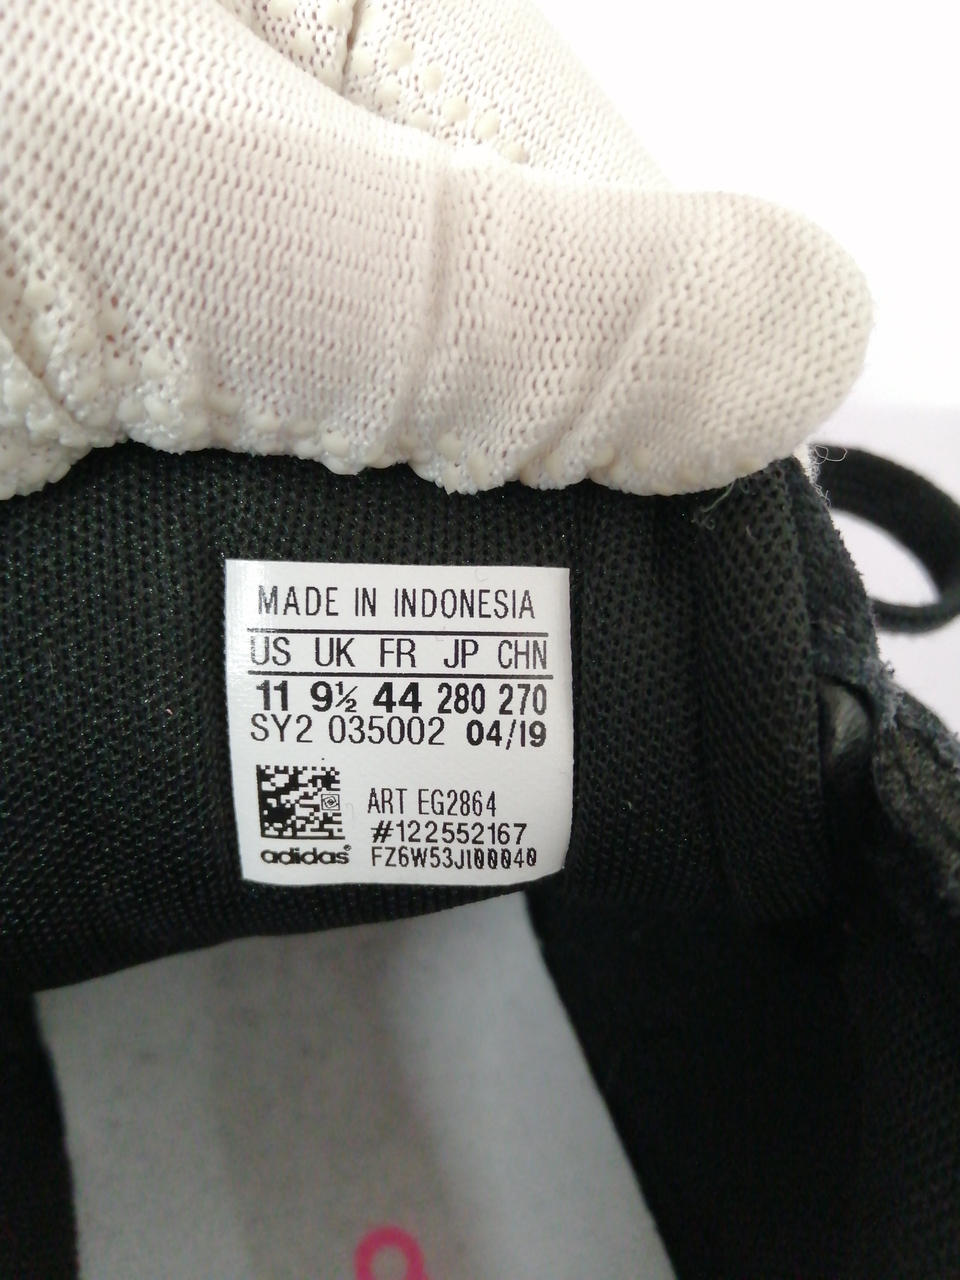 MADE IN INDONESIA
US UK FR JP CHN
11 9½ 44 280 270
SY2 035002 04/19
ART EG2864
#122552167
adidas® FZ6W53J100040